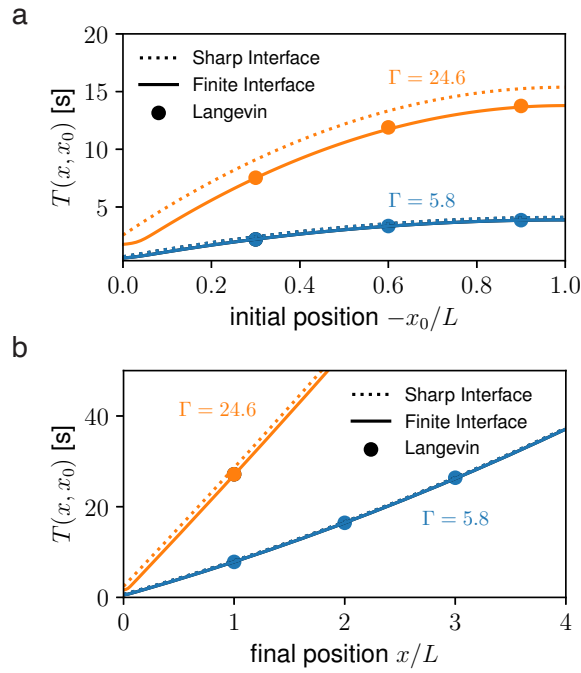 a
20
15
10
5
T(x, x₀) [s]
Sharp Interface
Finite Interface
Langevin
Γ = 24.6
Γ = 5.8
0.0 0.2 0.4 0.6 0.8 1.0
initial position −x₀/L
b
40
20
0
T(x, x₀) [s]
Γ = 24.6
Sharp Interface
Finite Interface
Langevin
Γ = 5.8
0 1 2 3 4
final position x/L